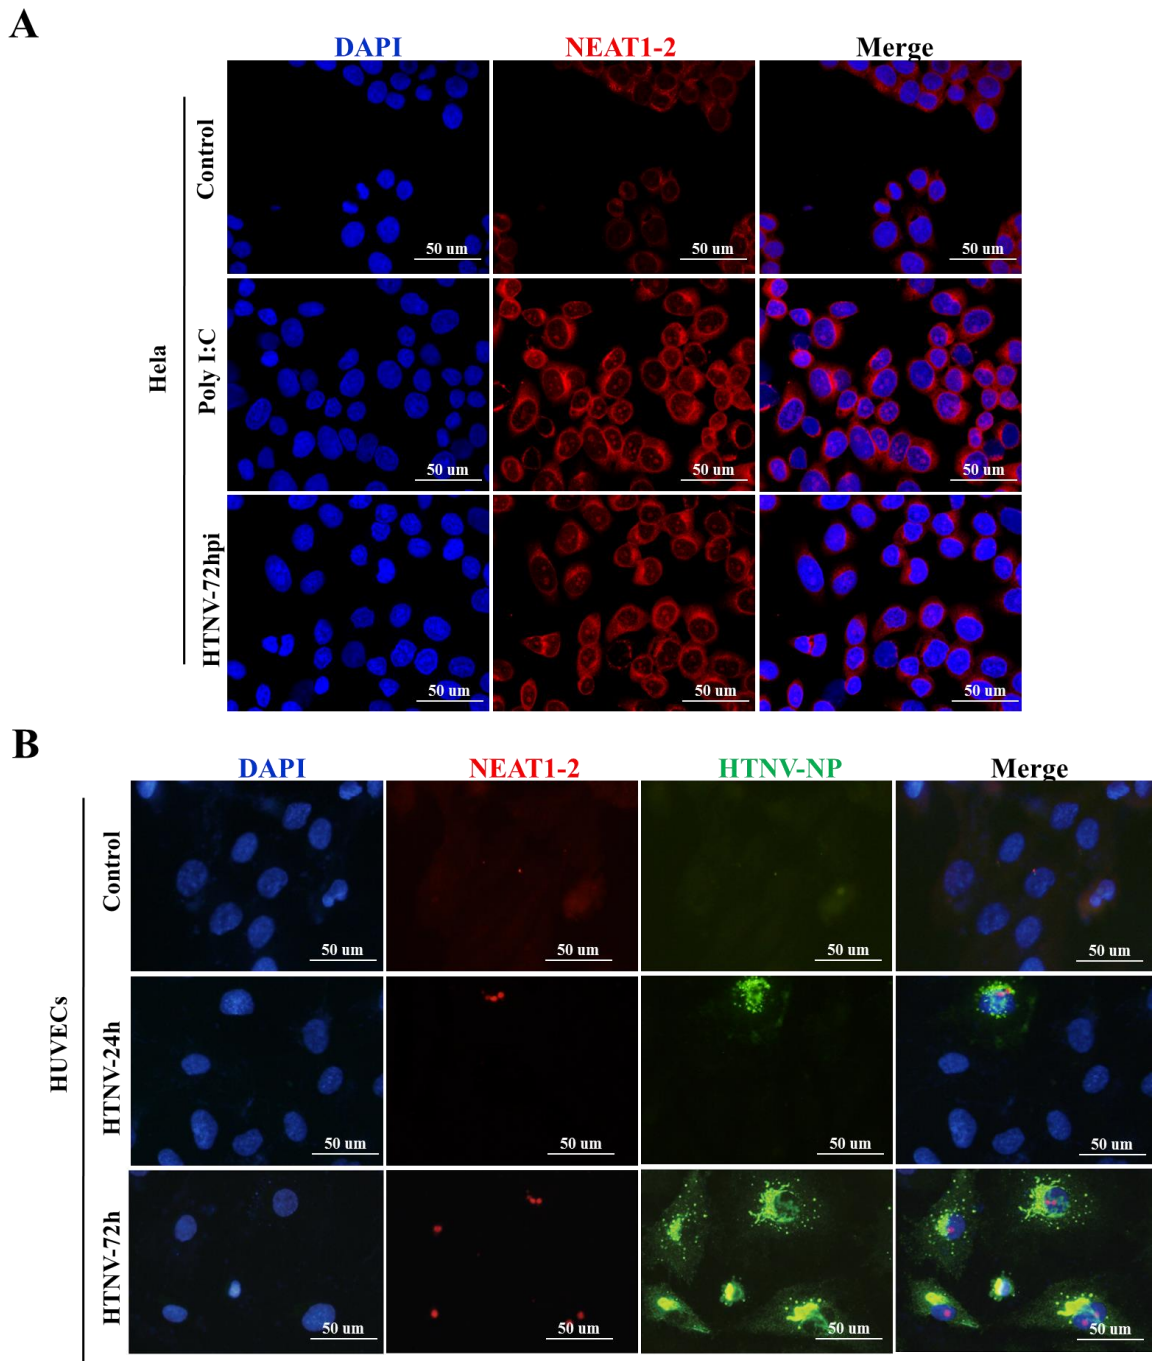 A
DAPI NEAT1-2 Merge
Hela
Control
50 um 50 um 50 um
Poly I:C
50 um 50 um 50 um
HTNV-72hpi
50 um 50 um 50 um
B
DAPI NEAT1-2 HTNV-NP Merge
HUVECs
Control
50 um 50 um 50 um 50 um
HTNV-24h
50 um 50 um 50 um 50 um
HTNV-72h
50 um 50 um 50 um 50 um